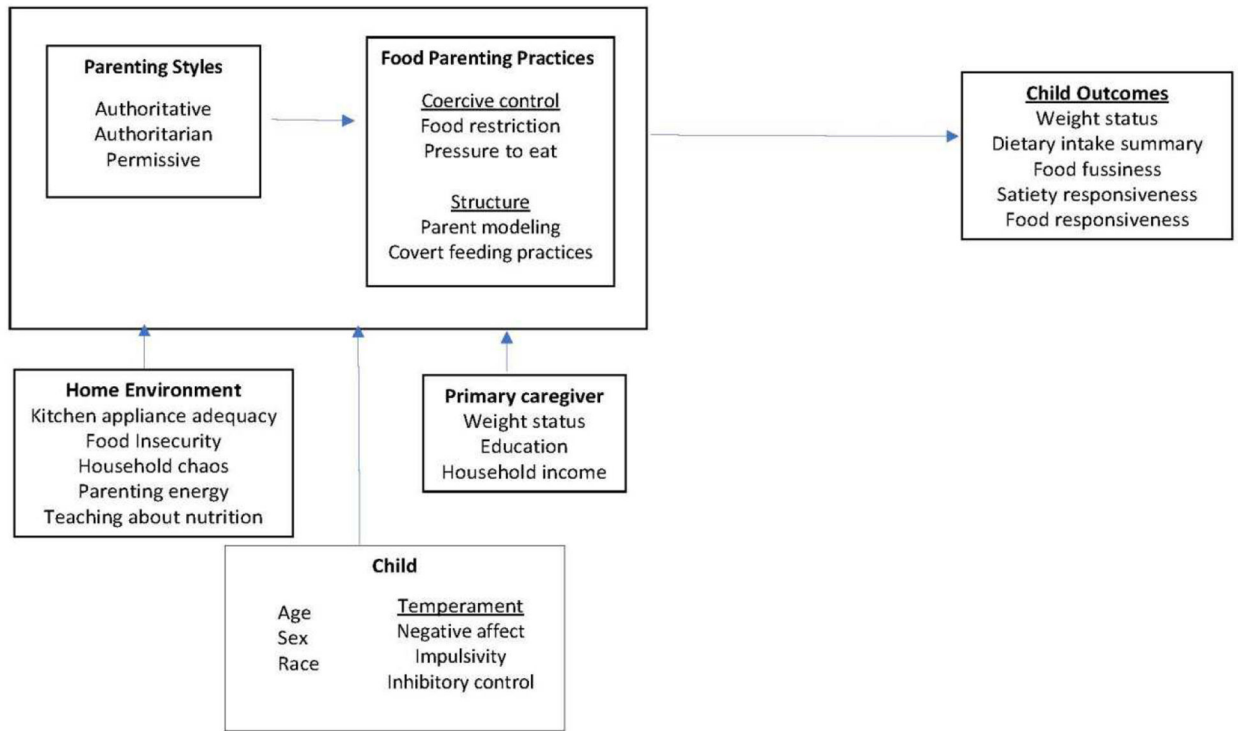 Parenting Styles
Authoritative
Authoritarian
Permissive
Food Parenting Practices
Coercive control
Food restriction
Pressure to eat
Structure
Parent modeling
Covert feeding practices
Child Outcomes
Weight status
Dietary intake summary
Food fussiness
Satiety responsiveness
Food responsiveness
Home Environment
Kitchen appliance adequacy
Food Insecurity
Household chaos
Parenting energy
Teaching about nutrition
Primary caregiver
Weight status
Education
Household income
Child
Age
Sex
Race
Temperament
Negative affect
Impulsivity
Inhibitory control